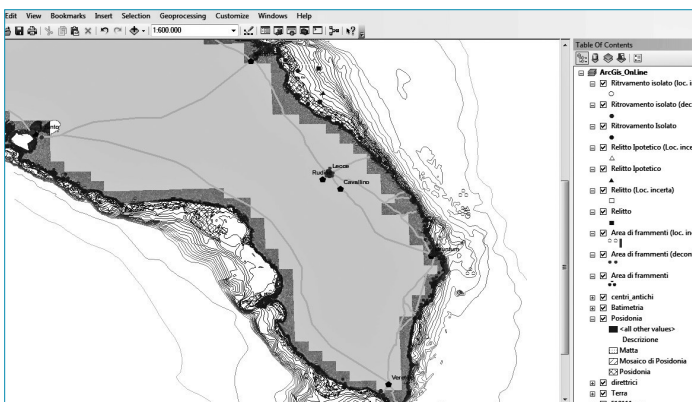 Edit View Bookmarks Insert Selection Geoprocessing Customize Windows Help
1:600.000
Table Of Contents
ArcGis_OnLine
Ritrvamento isolato (loc. i
Ritrovamento isolato (dec
Ritrovamento Isolato
Relitto Ipotetico (Loc. ince
Relitto Ipotetico
Relitto (Loc. incerta)
Relitto
Area di frammenti (loc. in
Area di frammenti (decon
Area di frammenti
centri_antichi
Batimetria
Posidonia
<all other values>
Descrizione
Matta
Mosaico di Posidonia
Posidonia
direttrici
Terra
Lecce
Cavallino